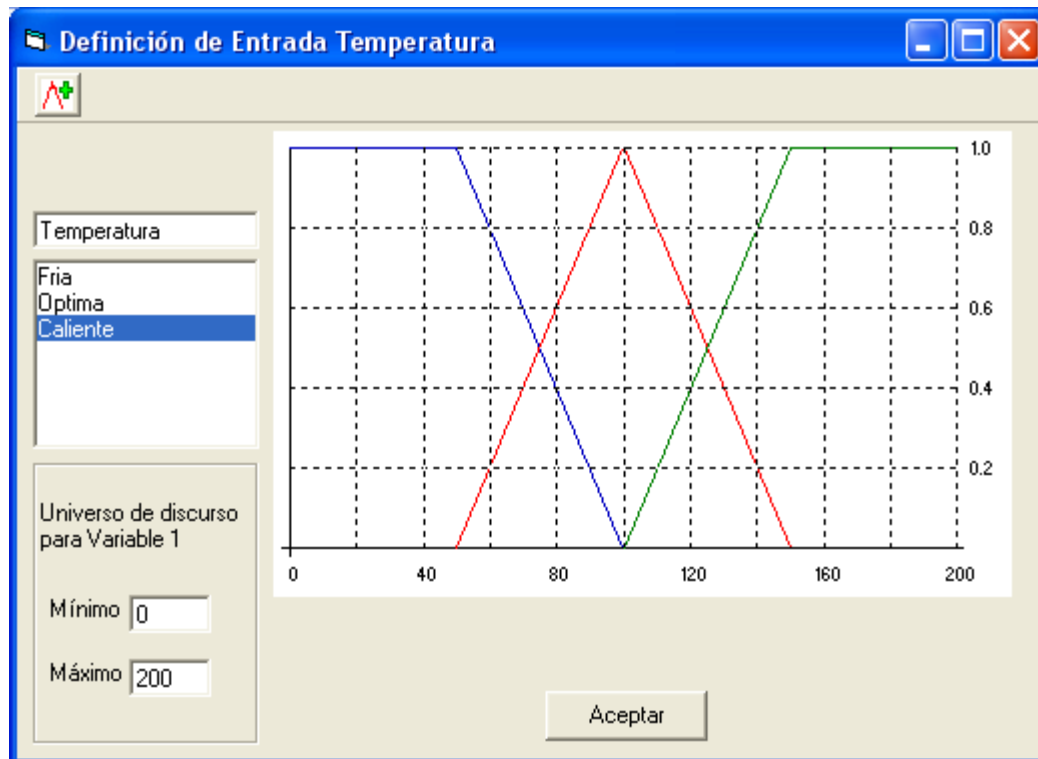 Definición de Entrada Temperatura
Temperatura
Fria
Optima
Caliente
Universo de discurso
para Variable 1
Mínimo 0
Máximo 200
1.0
0.8
0.6
0.4
0.2
0 40 80 120 160 200
Aceptar